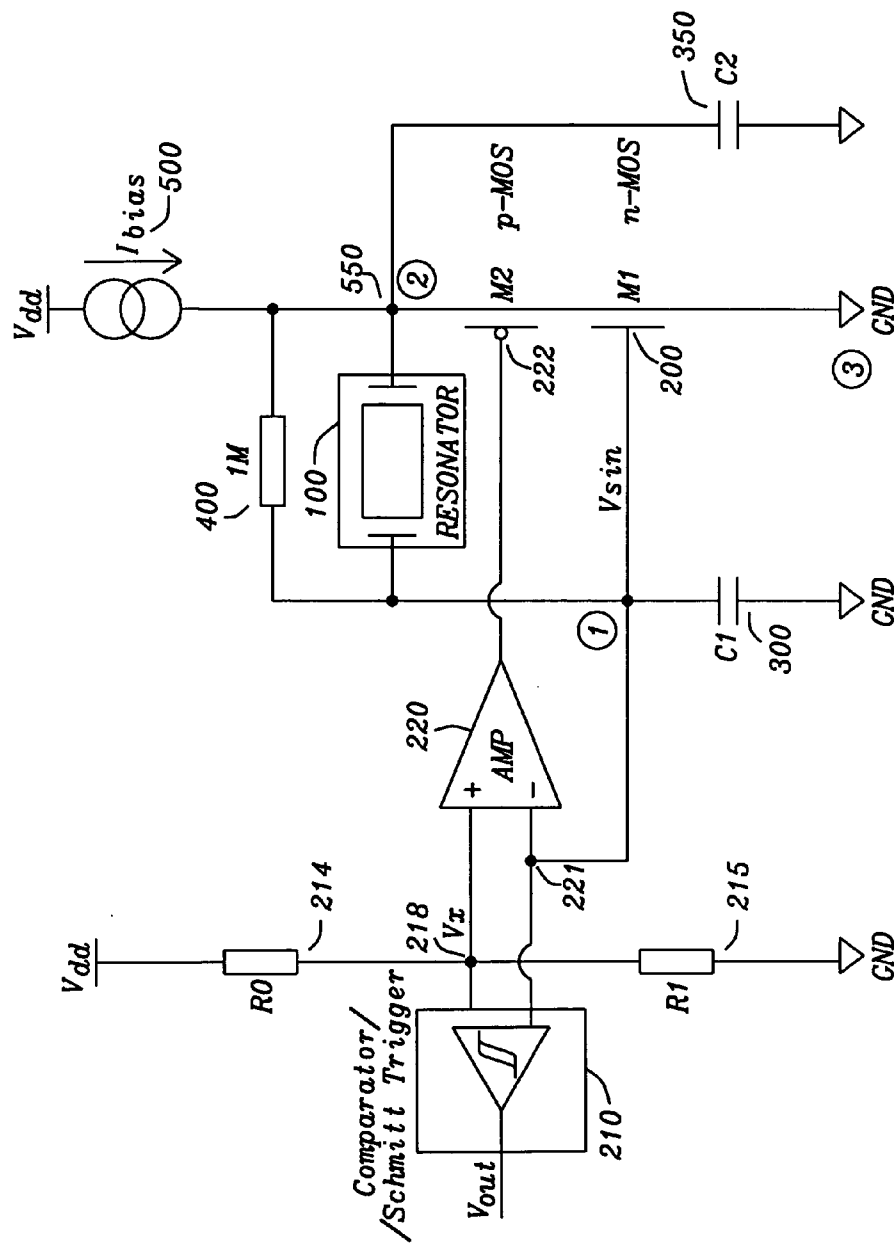 Comparator/
/Schmitt Trigger
Vout
210
Vdd
R0
214
218
Vx
R1
215
GND
221
+
-
AMP
220
400
1M
100
RESONATOR
Vdd
Ibias
500
550
2
M2
p-MOS
222
M1
n-MOS
200
Vsin
1
C1
300
GND
3
GND
350
C2